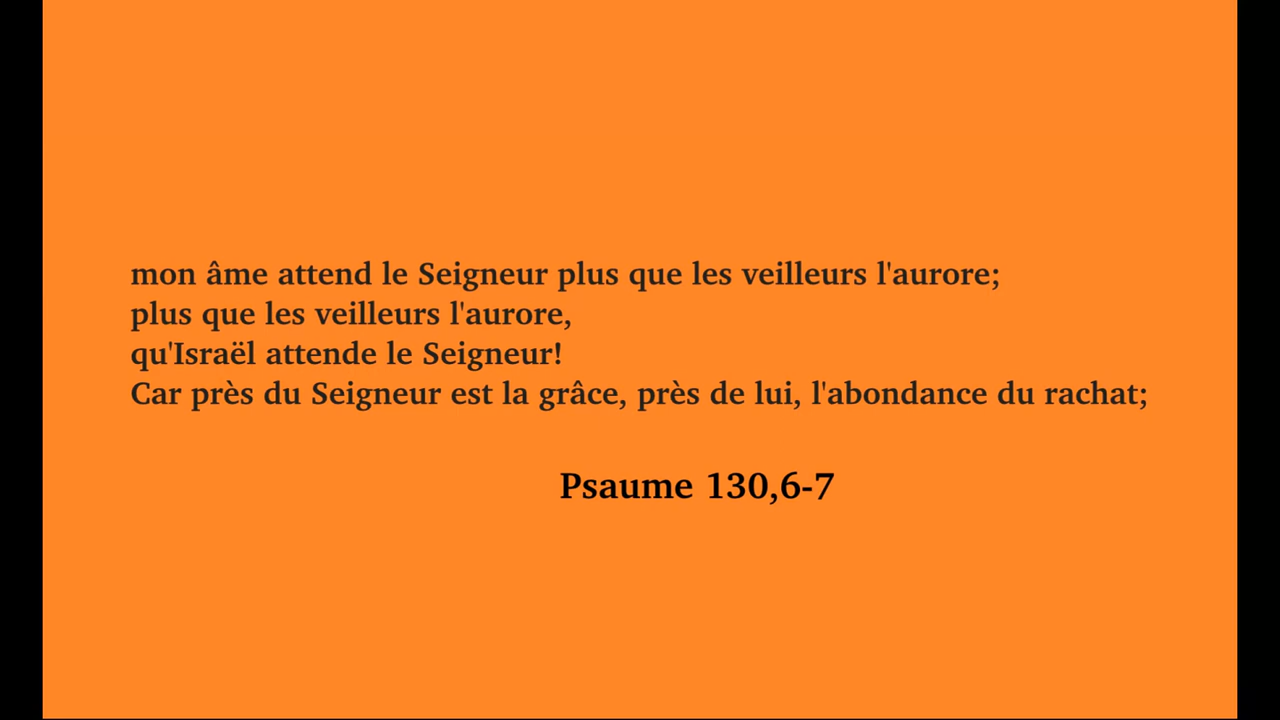 mon âme attend le Seigneur plus que les veilleurs l'aurore;
plus que les veilleurs l'aurore,
qu'Israël attende le Seigneur!
Car près du Seigneur est la grâce, près de lui, l'abondance du rachat;
Psaume 130,6-7